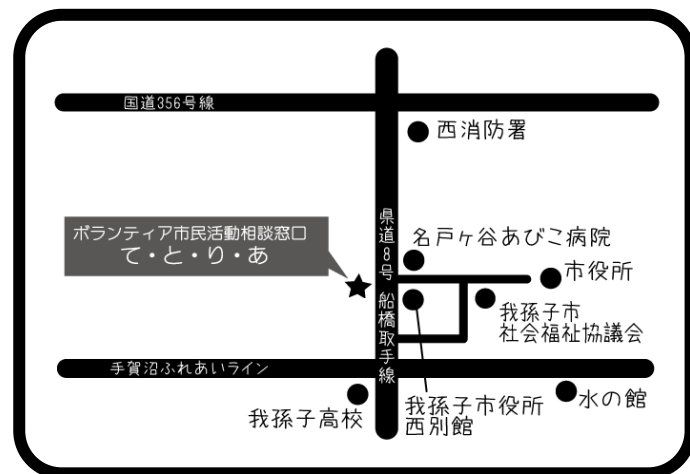 国道356号線
西消防署
ボランティア市民活動相談窓口
て・と・り・あ
県道8号 船橋取手線
名戸ヶ谷あびこ病院
市役所
我孫子市
社会福祉協議会
手賀沼ふれあいライン
我孫子高校
我孫子市役所
西別館
水の館